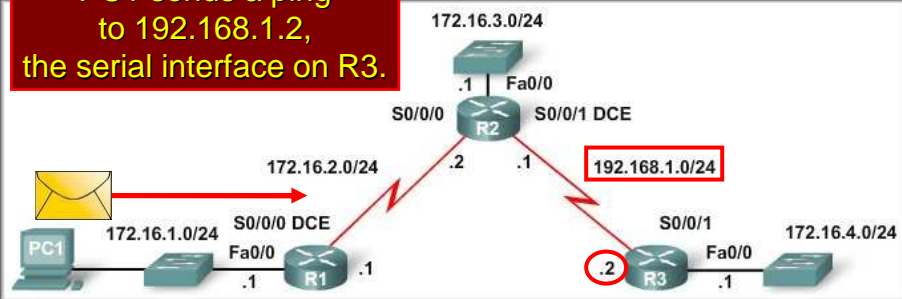 PC1 sends a ping
to 192.168.1.2,
the serial interface on R3.
172.16.3.0/24
.1 Fa0/0
S0/0/0 S0/0/1 DCE
R2
172.16.2.0/24 .2 .1 192.168.1.0/24
S0/0/0 DCE S0/0/1
172.16.1.0/24 172.16.4.0/24
PC1 Fa0/0 .1 .2 Fa0/0
.1 R1 R3 .1